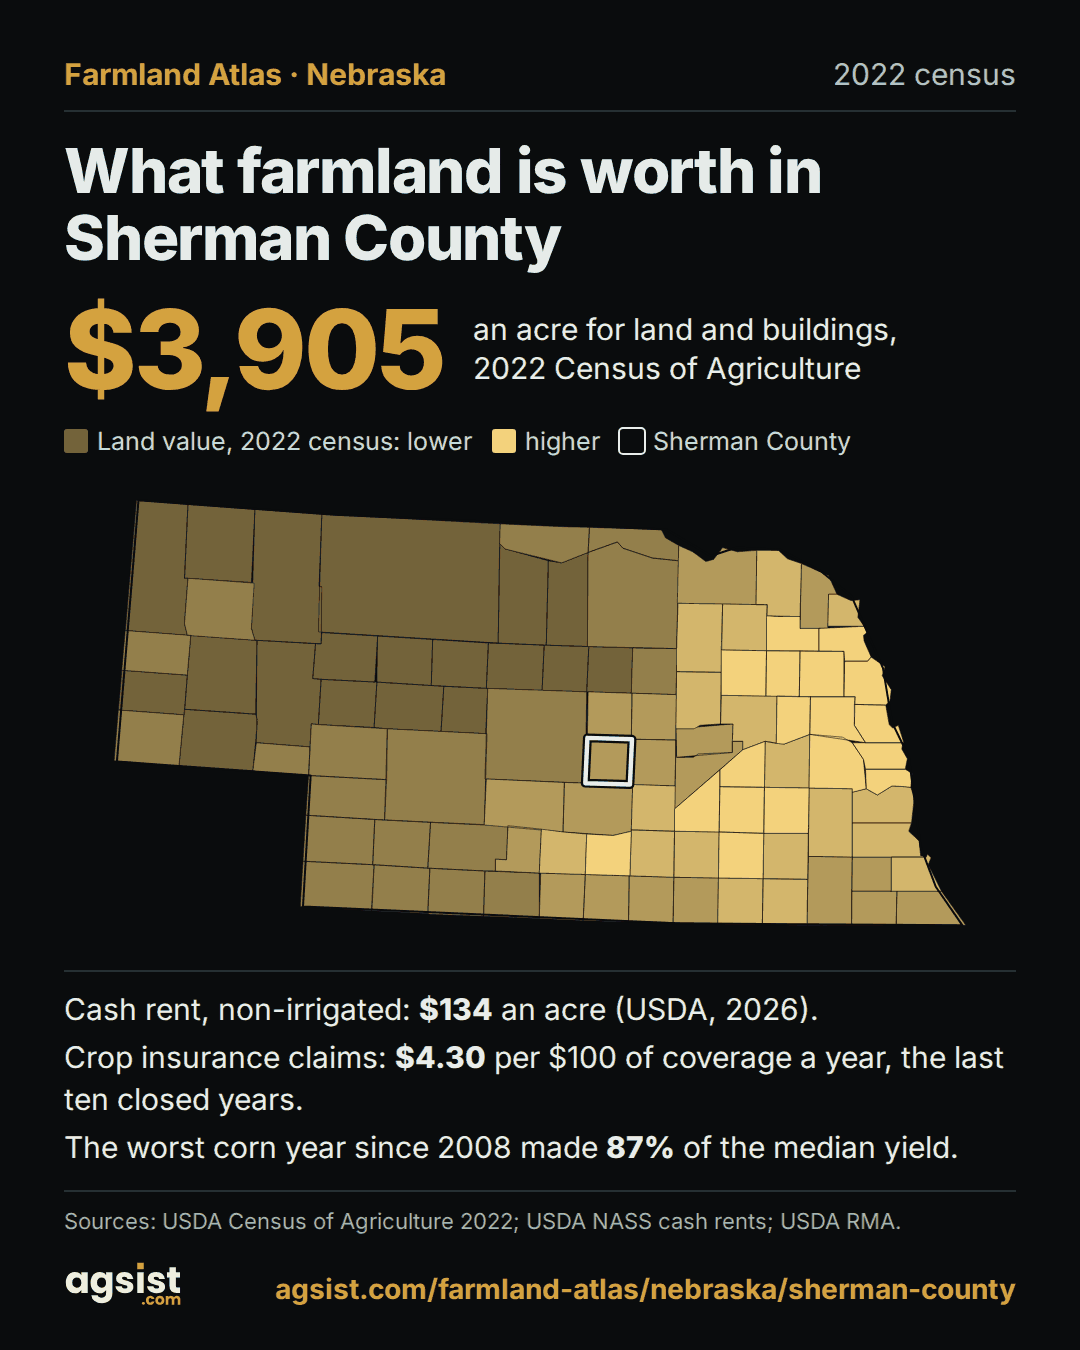 Farmland Atlas · Nebraska
2022 census
What farmland is worth in
Sherman County
$3,905
an acre for land and buildings,
2022 Census of Agriculture
Land value, 2022 census: lower
higher
Sherman County
Cash rent, non-irrigated: $134 an acre (USDA, 2026).
Crop insurance claims: $4.30 per $100 of coverage a year, the last
ten closed years.
The worst corn year since 2008 made 87% of the median yield.
Sources: USDA Census of Agriculture 2022; USDA NASS cash rents; USDA RMA.
agsist
.com
agsist.com/farmland-atlas/nebraska/sherman-county